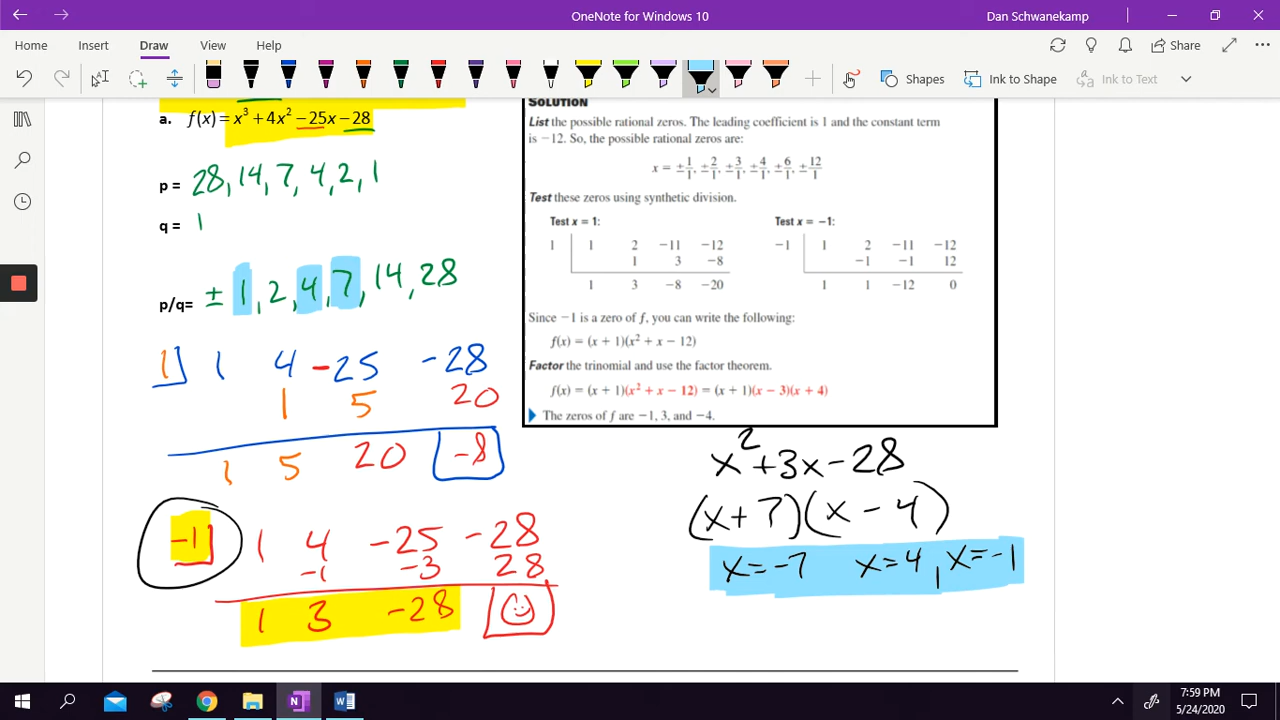 OneNote for Windows 10
Dan Schwanekamp
Home Insert Draw View Help
Share
Shapes Ink to Shape Ink to Text
a. f(x) = x³ + 4x² − 25x − 28
p = 28, 14, 7, 4, 2, 1
q = 1
p/q= ± 1, 2, 4, 7, 14, 28
1 1 4 -25 -28
1 5 20
1 5 20 -8
-1 1 4 -25 -28
-1 -3 28
1 3 -28
SOLUTION
List the possible rational zeros. The leading coefficient is 1 and the constant term
is −12. So, the possible rational zeros are:
x = ±1/1, ±2/1, ±3/1, ±4/1, ±6/1, ±12/1
Test these zeros using synthetic division.
Test x = 1: Test x = −1:
1 1 2 −11 −12 −1 1 2 −11 −12
1 3 −8 −1 −1 12
1 3 −8 −20 1 1 −12 0
Since −1 is a zero of f, you can write the following:
f(x) = (x + 1)(x² + x − 12)
Factor the trinomial and use the factor theorem.
f(x) = (x + 1)(x² + x − 12) = (x + 1)(x − 3)(x + 4)
The zeros of f are −1, 3, and −4.
x² + 3x − 28
(x + 7)(x − 4)
x = -7 x = 4, x = -1
7:59 PM
5/24/2020